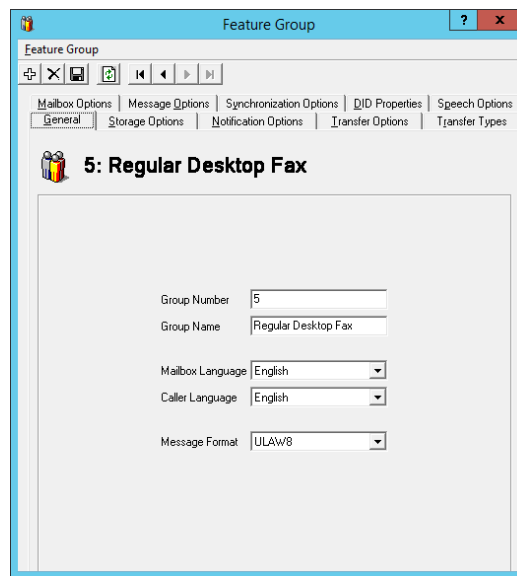 Feature Group
? x
Feature Group
Mailbox Options Message Options Synchronization Options DID Properties Speech Options
General Storage Options Notification Options Transfer Options Transfer Types
5: Regular Desktop Fax
Group Number 5
Group Name Regular Desktop Fax
Mailbox Language English
Caller Language English
Message Format ULAW8